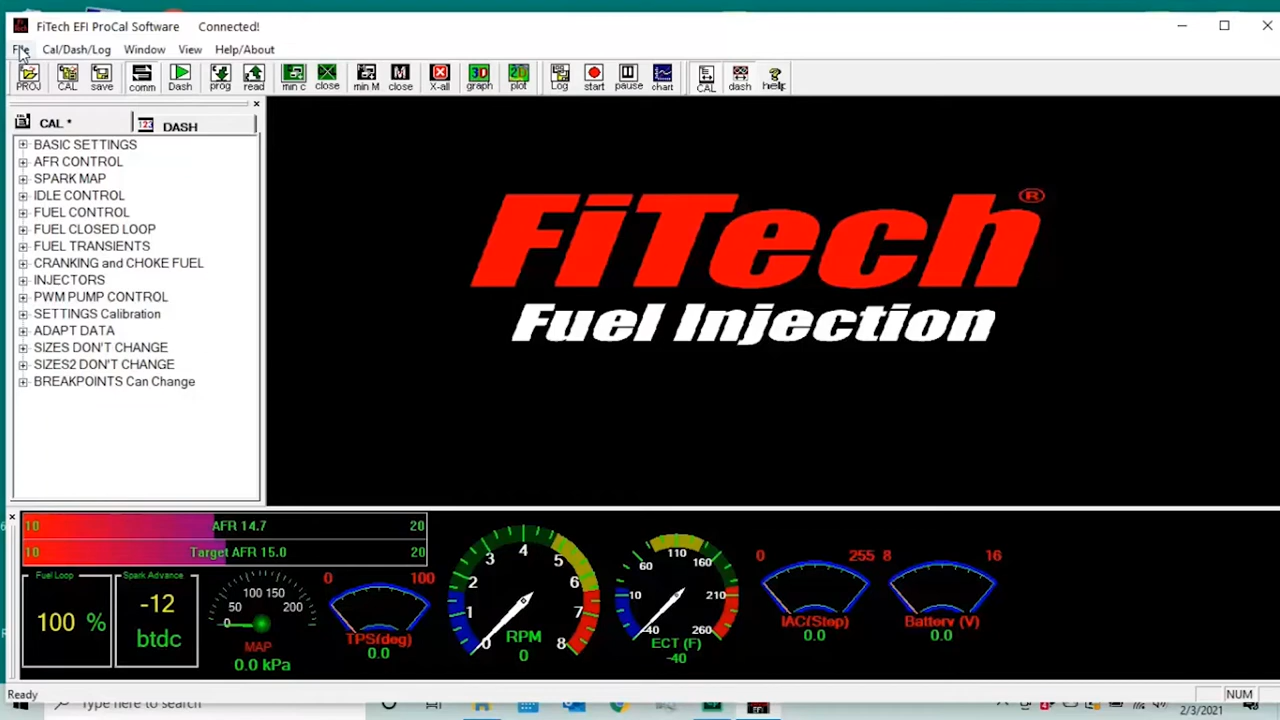 FiTech EFI ProCal Software Connected!
File Cal/Dash/Log Window View Help/About
PROJ CAL save comm Dash prog read min c close min M close X-all graph plot Log start pause chart CAL dash help
CAL * DASH
BASIC SETTINGS
AFR CONTROL
SPARK MAP
IDLE CONTROL
FUEL CONTROL
FUEL CLOSED LOOP
FUEL TRANSIENTS
CRANKING and CHOKE FUEL
INJECTORS
PWM PUMP CONTROL
SETTINGS Calibration
ADAPT DATA
SIZES DON'T CHANGE
SIZES2 DON'T CHANGE
BREAKPOINTS Can Change
FiTech®
Fuel Injection
10 AFR 14.7 20
10 Target AFR 15.0 20
Fuel Loop
100 %
Spark Advance
-12
btdc
0 50 100 150 200
MAP
0.0 kPa
0 100
TPS(deg)
0.0
0 1 2 3 4 5 6 7 8
RPM
0
-40 10 60 110 160 210 260
ECT (F)
-40
0 255
IAC(Step)
0.0
8 16
Battery (V)
0.0
Ready NUM
Type here to search
2/3/2021